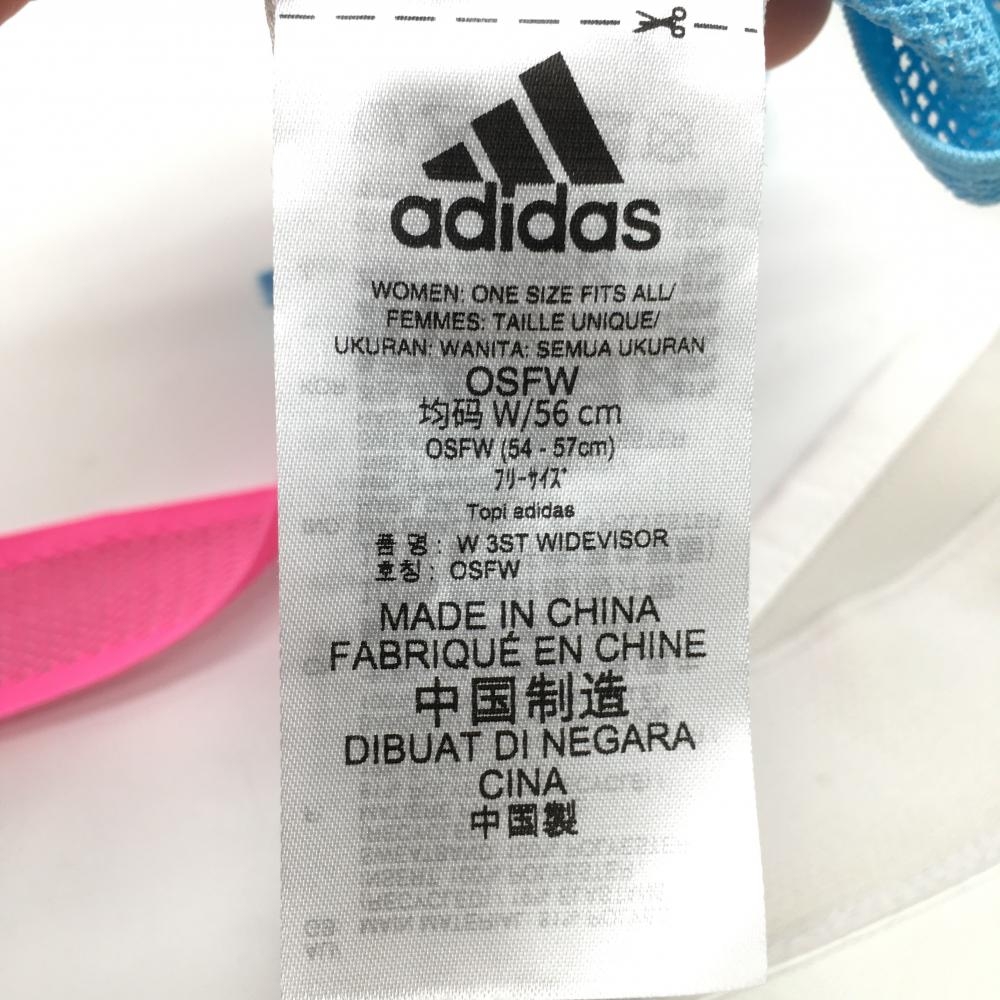 adidas
WOMEN: ONE SIZE FITS ALL/
FEMMES: TAILLE UNIQUE/
UKURAN: WANITA: SEMUA UKURAN
OSFW
均码 W/56 cm
OSFW (54 - 57cm)
ﾌﾘｰｻｲｽﾞ
Topi adidas
품 명 : W 3ST WIDEVISOR
호칭 : OSFW
MADE IN CHINA
FABRIQUÉ EN CHINE
中国制造
DIBUAT DI NEGARA
CINA
中国製